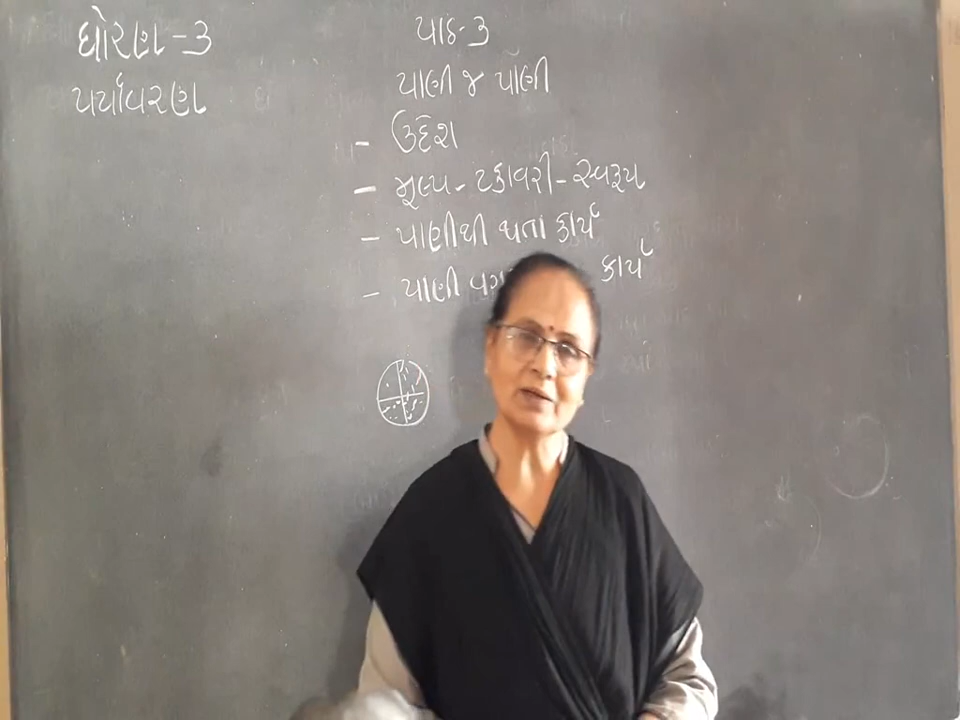 ધોરણ-૩
પર્યાવરણ
પાઠ-૩
પાણી જ પાણી
- ઉદ્દેશ
- મૂલ્ય - ટકાવારી - સ્વરૂપ
- પાણીથી થતા કાર્ય
- પાણી કાર્ય